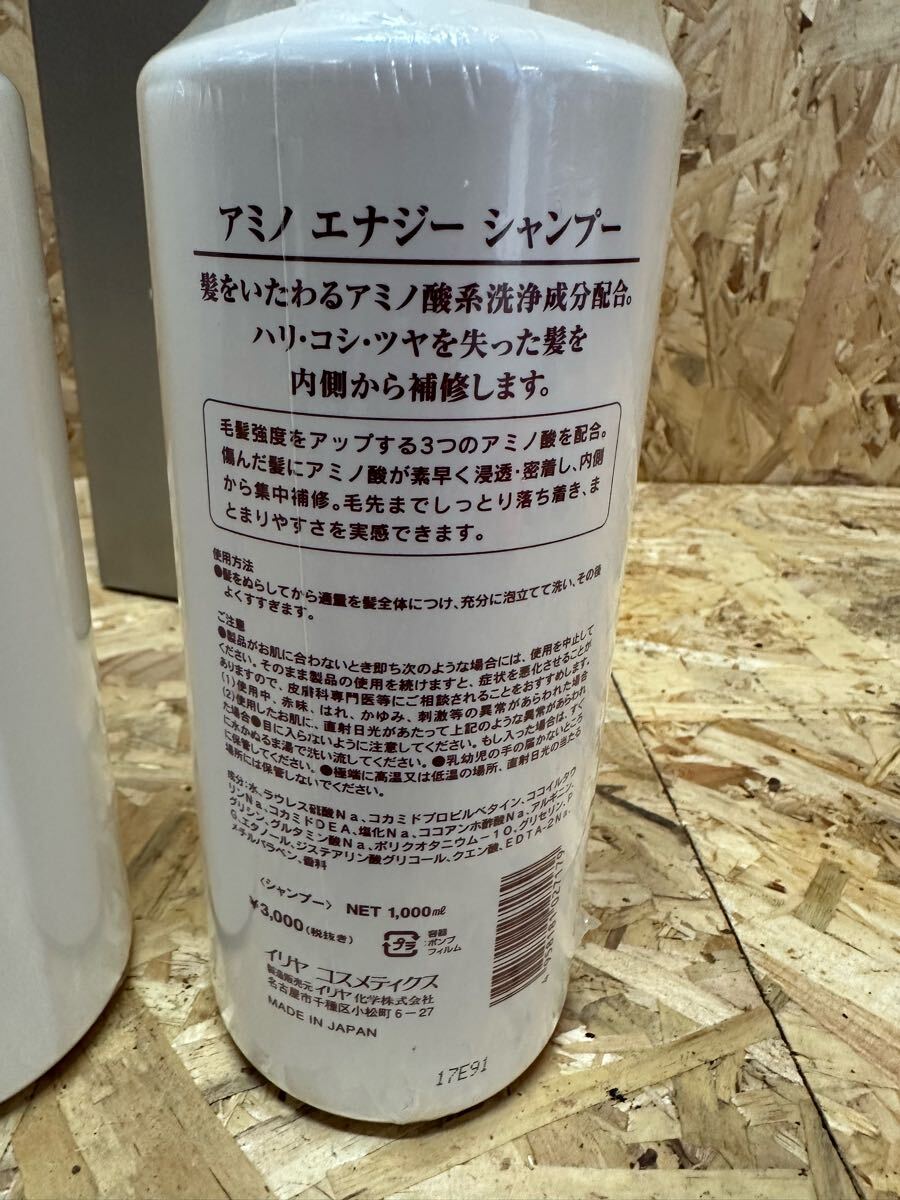 アミノ エナジー シャンプー
髪をいたわるアミノ酸系洗浄成分配合。
ハリ・コシ・ツヤを失った髪を
内側から補修します。
毛髪強度をアップする3つのアミノ酸を配合。
傷んだ髪にアミノ酸が素早く浸透・密着し、内側
から集中補修。毛先までしっとり落ち着き、ま
とまりやすさを実感できます。
使用方法
●髪をぬらしてから適量を髪全体につけ、充分に泡立てて洗い、その後
よくすすぎます。
ご注意
●製品がお肌に合わないとき即ち次のような場合には、使用を中止して
ください。そのまま製品の使用を続けますと、症状を悪化させることが
ありますので、皮膚科専門医等にご相談されることをおすすめします。
(1)使用中、赤味、はれ、かゆみ、刺激等の異常があらわれた場合
(2)使用したお肌に、直射日光があたって上記のような異常があらわれ
た場合●目に入らないように注意してください。もし入った場合は、すぐ
に水かぬるま湯で洗い流してください。●乳幼児の手の届かないところ
に保管してください。●極端に高温又は低温の場所、直射日光の当たる
場所には保管しないでください。
成分:水、ラウレス硫酸Na、コカミドプロピルベタイン、ココイルタウ
リンNa、コカミドDEA、塩化Na、ココアンホ酢酸Na、アルギニン、
グリシン、グルタミン酸Na、ポリクオタニウム-10、グリセリン、P
G、エタノール、ジステアリン酸グリコール、クエン酸、EDTA-2Na、
メチルパラベン、香料
〈シャンプー〉 NET 1,000㎖
¥3,000(税抜き)
プラ
容器
ポンプ
フィルム
イリヤ コスメティクス
製造販売元 イリヤ化学株式会社
名古屋市千種区小松町6-27
MADE IN JAPAN
17E91